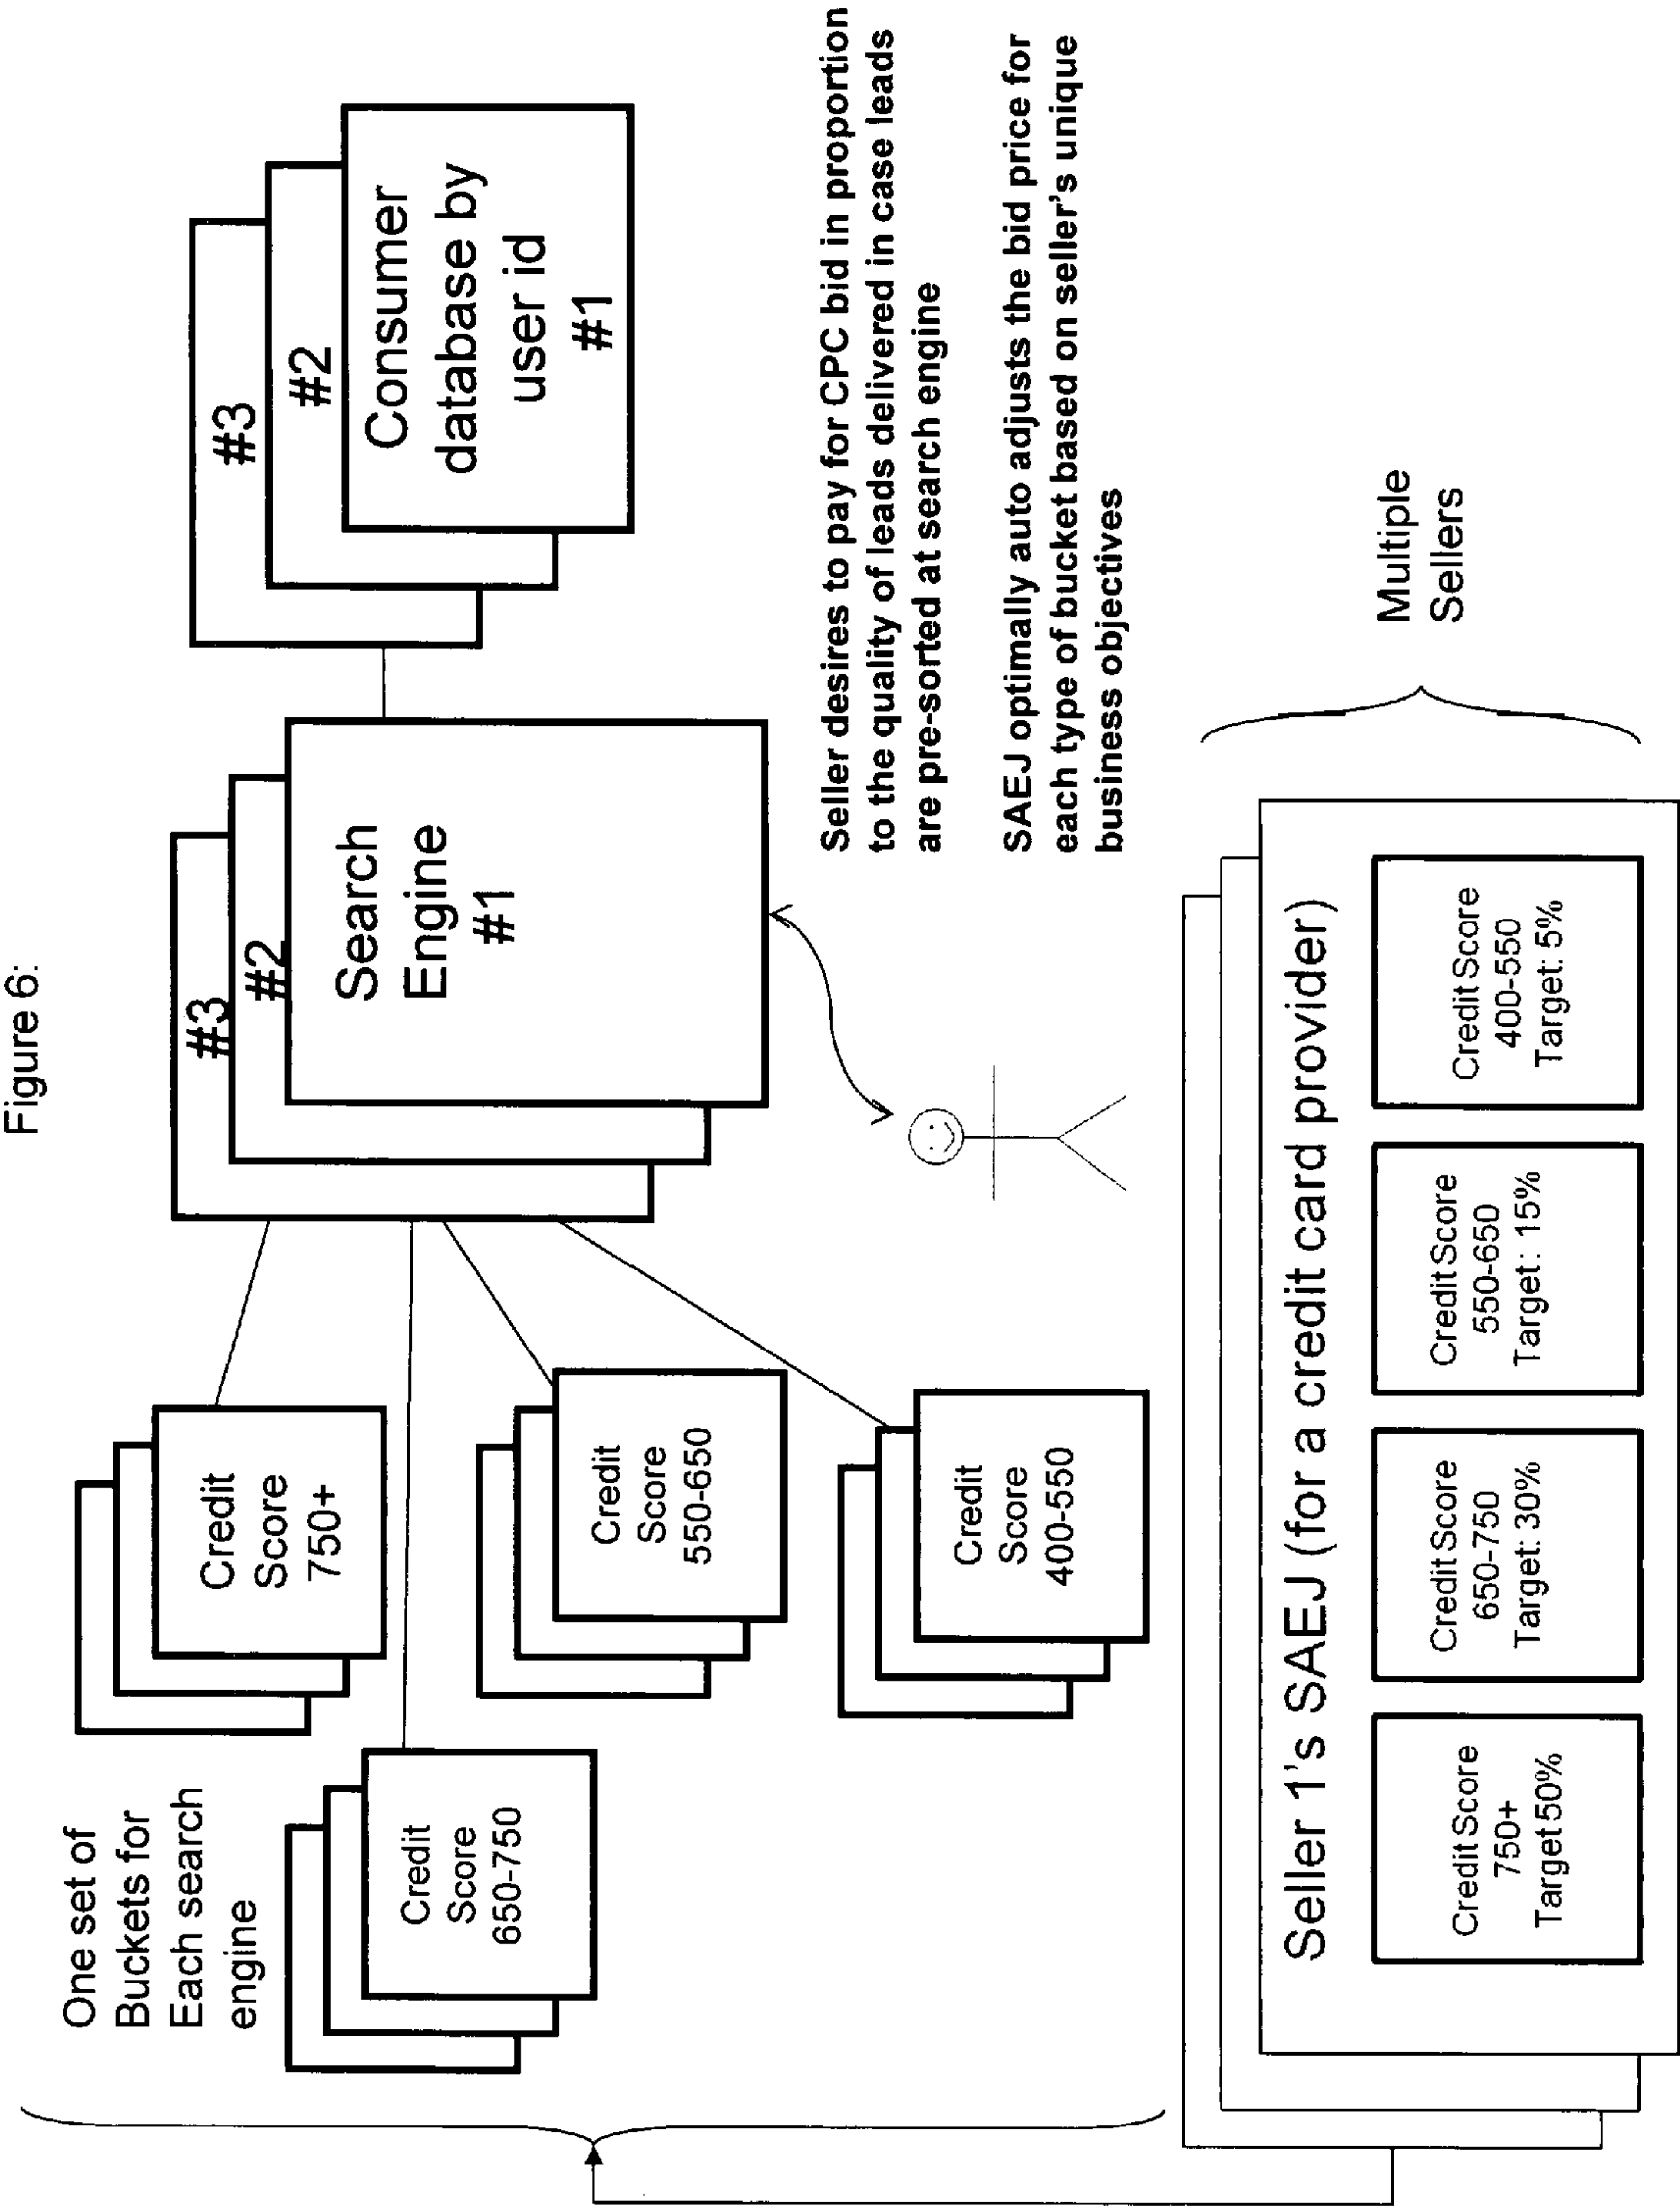 Figure 6:
One set of
Buckets for
Each search
engine
Credit
Score
750+
Credit
Score
650-750
Credit
Score
550-650
Credit
Score
400-550
#3
#2
Search
Engine
#1
#3
#2
Consumer
database by
user id
#1
Seller desires to pay for CPC bid in proportion
to the quality of leads delivered in case leads
are pre-sorted at search engine
SAEJ optimally auto adjusts the bid price for
each type of bucket based on seller's unique
business objectives
Seller 1's SAEJ (for a credit card provider)
Credit Score
750+
Target 50%
Credit Score
650-750
Target: 30%
Credit Score
550-650
Target : 15%
Credit Score
400-550
Target: 5%
Multiple
Sellers